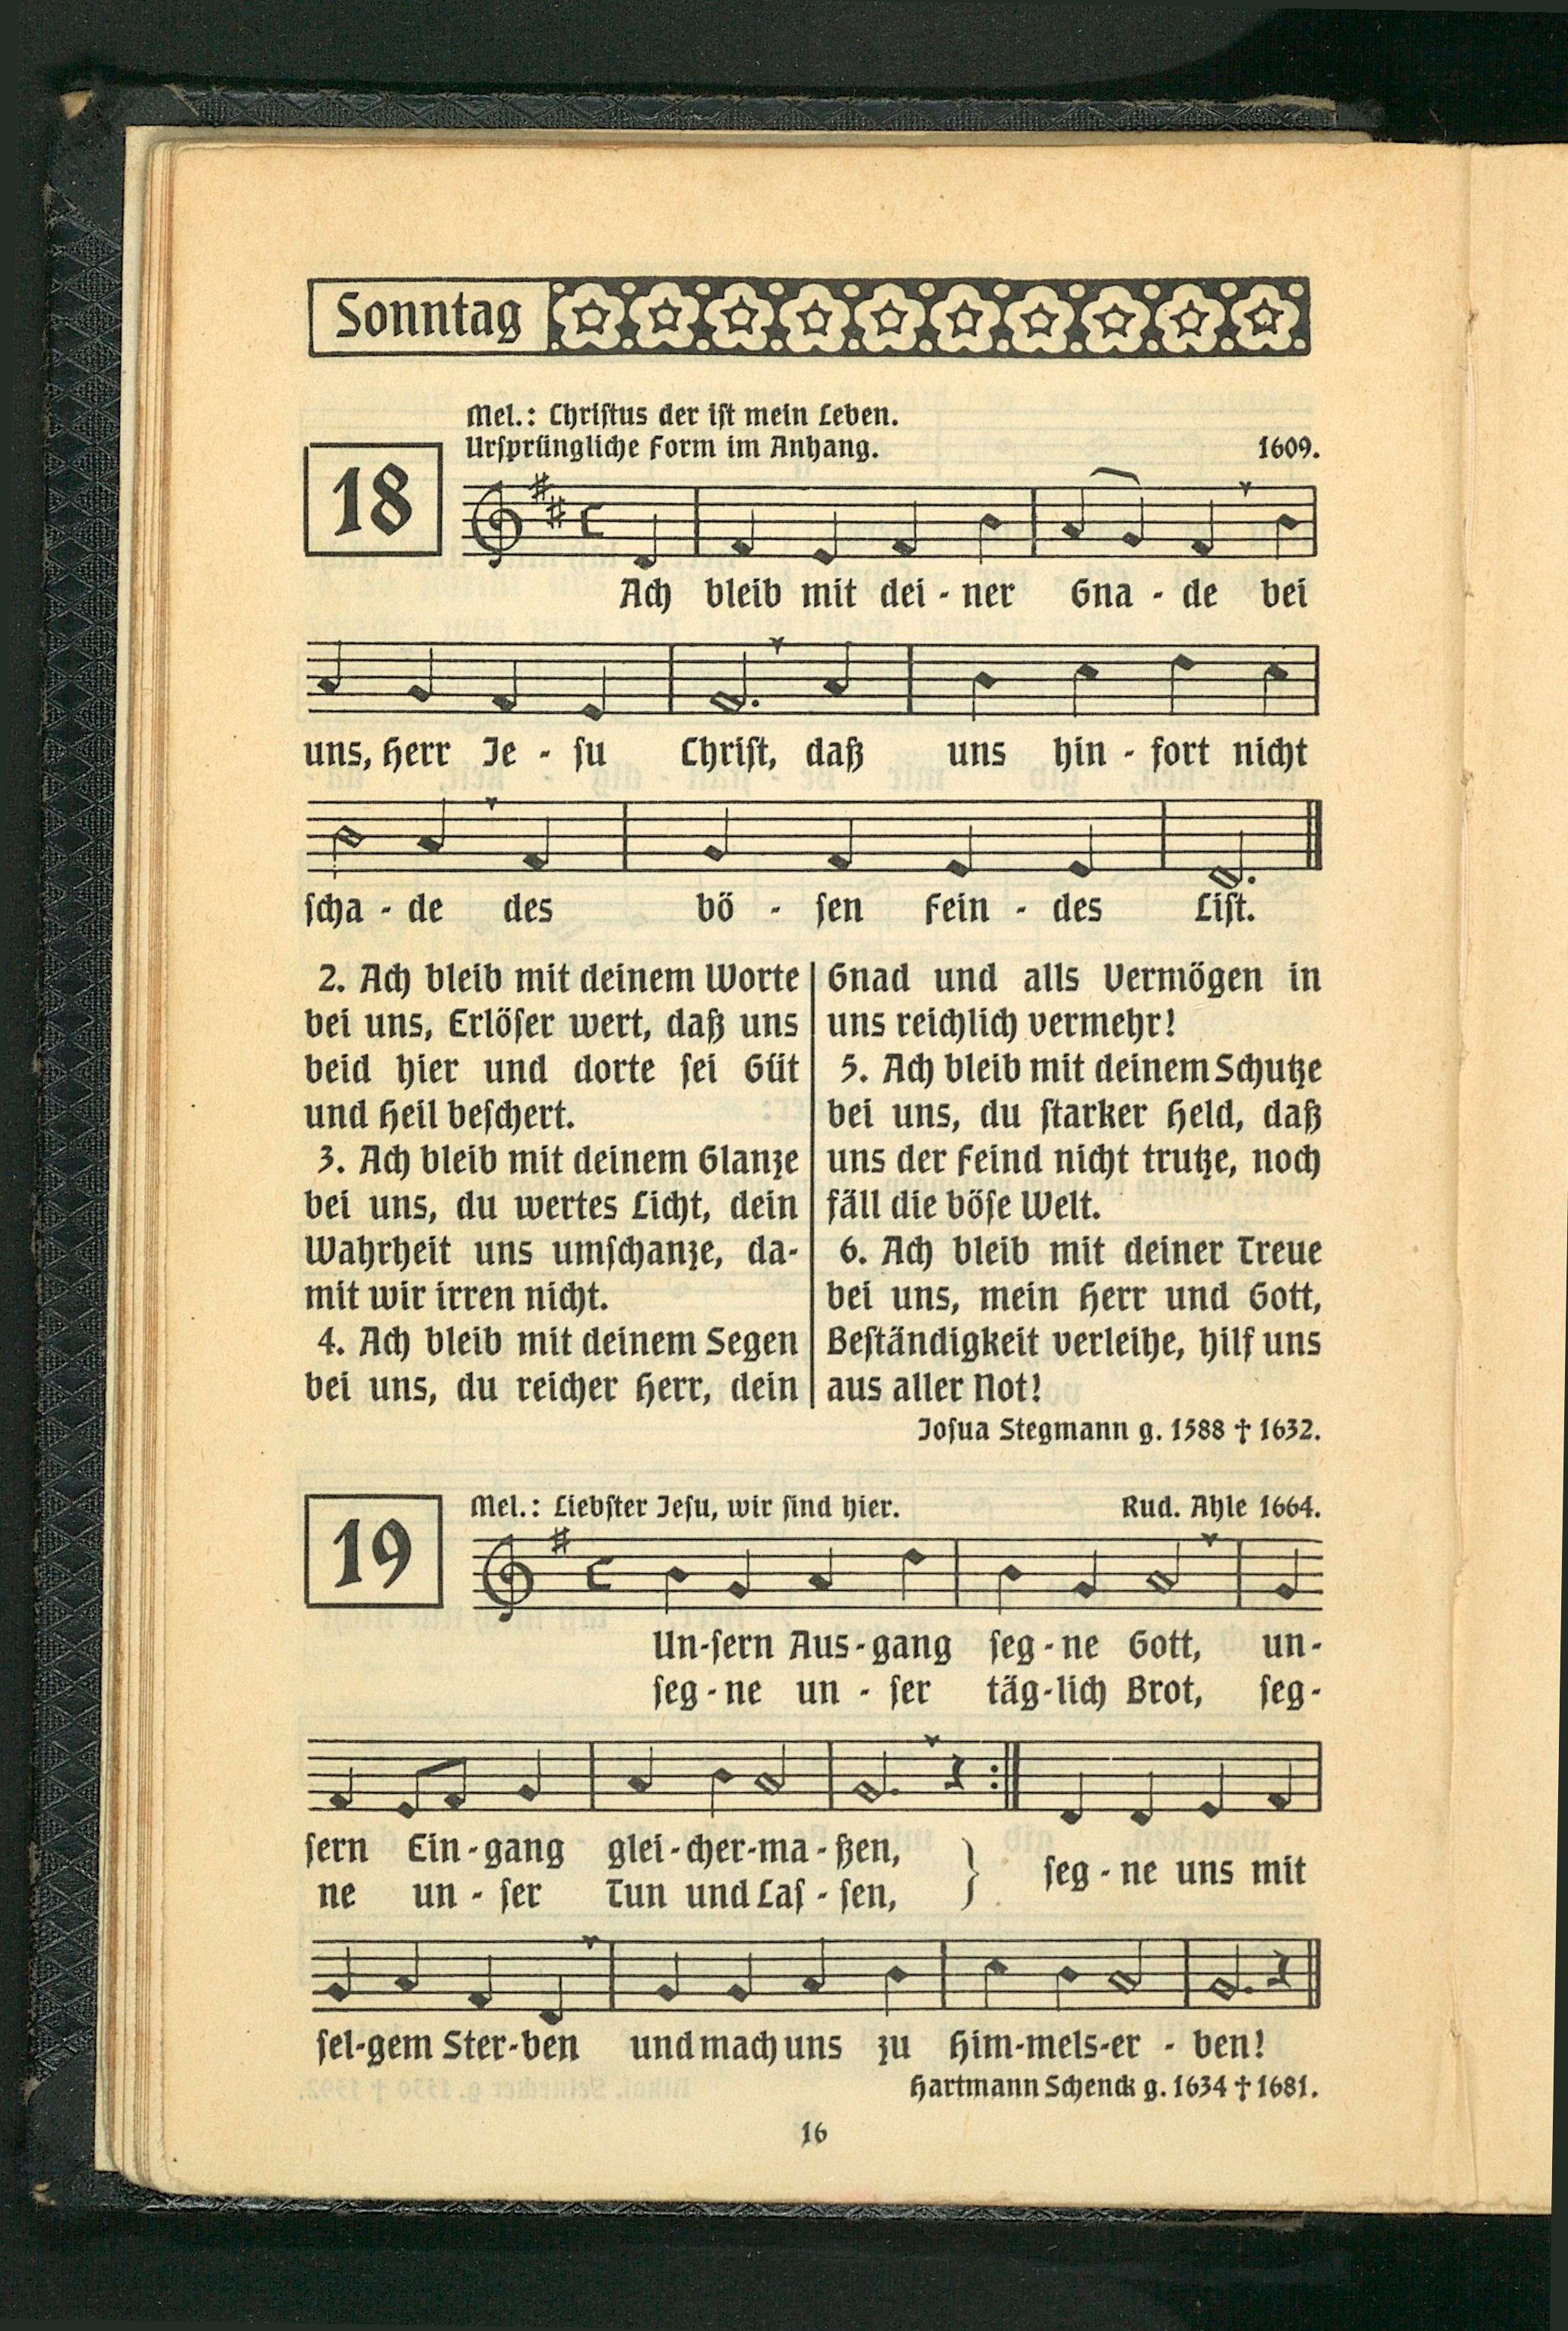 Sonntag
Mel.: Chriſtus der iſt mein Leben.
Urſprüngliche Form im Anhang. 1609.
18
Ach bleib mit dei - ner Gna - de bei
uns, Herr Je - ſu Chriſt, daß uns hin - fort nicht
ſcha - de des bö - ſen Fein - des Liſt.
2. Ach bleib mit deinem Worte
bei uns, Erlöſer wert, daß uns
beid hier und dorte ſei Güt
und Heil beſchert.
3. Ach bleib mit deinem Glanze
bei uns, du wertes Licht, dein
Wahrheit uns umſchanze, da-
mit wir irren nicht.
4. Ach bleib mit deinem Segen
bei uns, du reicher Herr, dein
Gnad und alls Vermögen in
uns reichlich vermehr!
5. Ach bleib mit deinem Schutze
bei uns, du ſtarker Held, daß
uns der Feind nicht trutze, noch
fäll die böſe Welt.
6. Ach bleib mit deiner Treue
bei uns, mein Herr und Gott,
Beſtändigkeit verleihe, hilf uns
aus aller Not!
Joſua Stegmann g. 1588 † 1632.
19
Mel.: Liebſter Jeſu, wir ſind hier. Rud. Ahle 1664.
Un-ſern Aus-gang ſeg-ne Gott, un-
ſeg-ne un - ſer täg-lich Brot, ſeg-
ſern Ein-gang glei-cher-ma-ßen,
ne un - ſer Tun und Laſ - ſen,
ſeg - ne uns mit
ſel-gem Ster-ben und mach uns zu Him-mels-er - ben!
Hartmann Schenck g. 1634 † 1681.
16